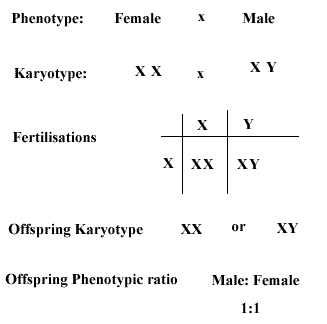 Phenotype: Female x Male
Karyotype: X X x X Y
X Y
Fertilisations
X XX XY
Offspring Karyotype XX or XY
Offspring Phenotypic ratio Male: Female
1:1